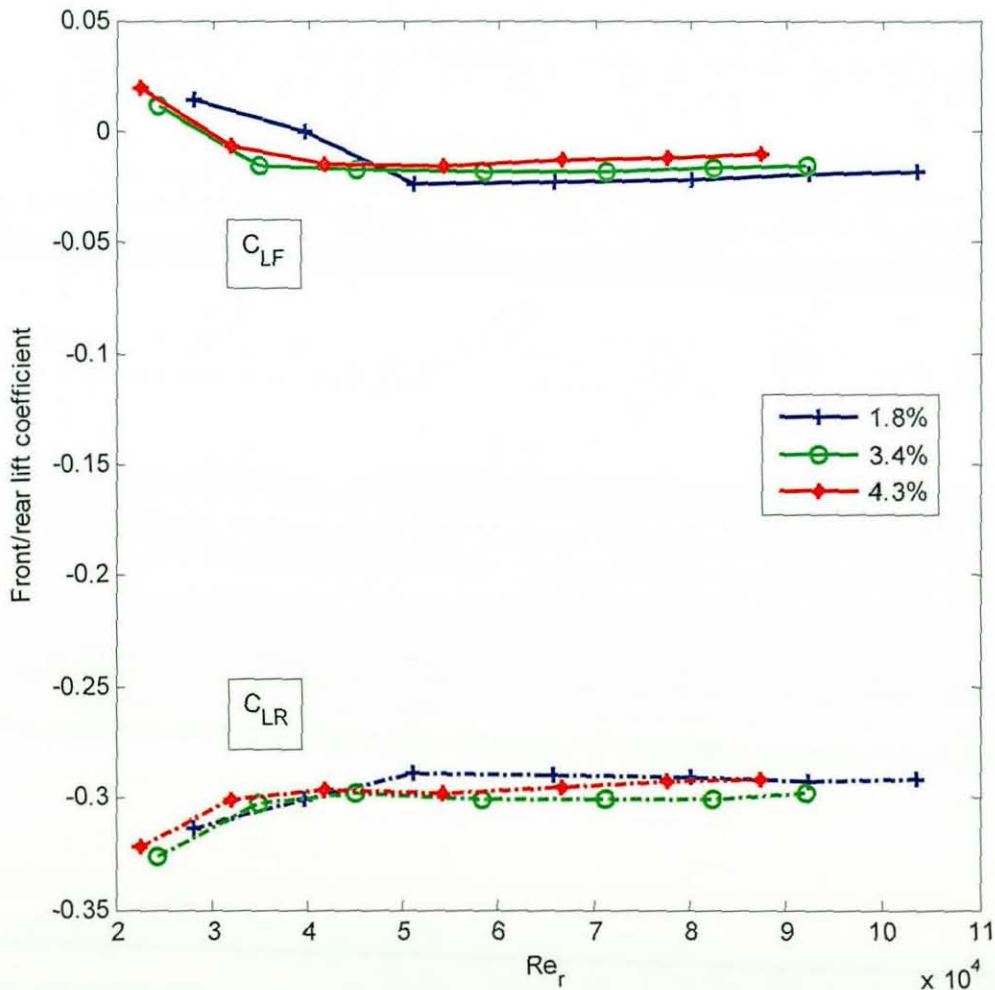 0.05
0
-0.05
-0.1
-0.15
-0.2
-0.25
-0.3
-0.35
Front/rear lift coefficient
C_LF
C_LR
1.8%
3.4%
4.3%
2 3 4 5 6 7 8 9 10 11
Re_r
x 10^4